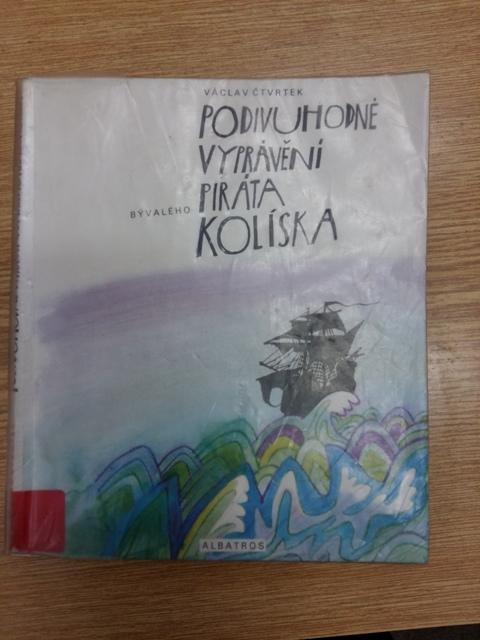 VÁCLAV ČTVRTEK
PODIVUHODNÉ
VYPRÁVĚNÍ
BÝVALÉHO PIRÁTA
KOLÍSKA
ALBATROS